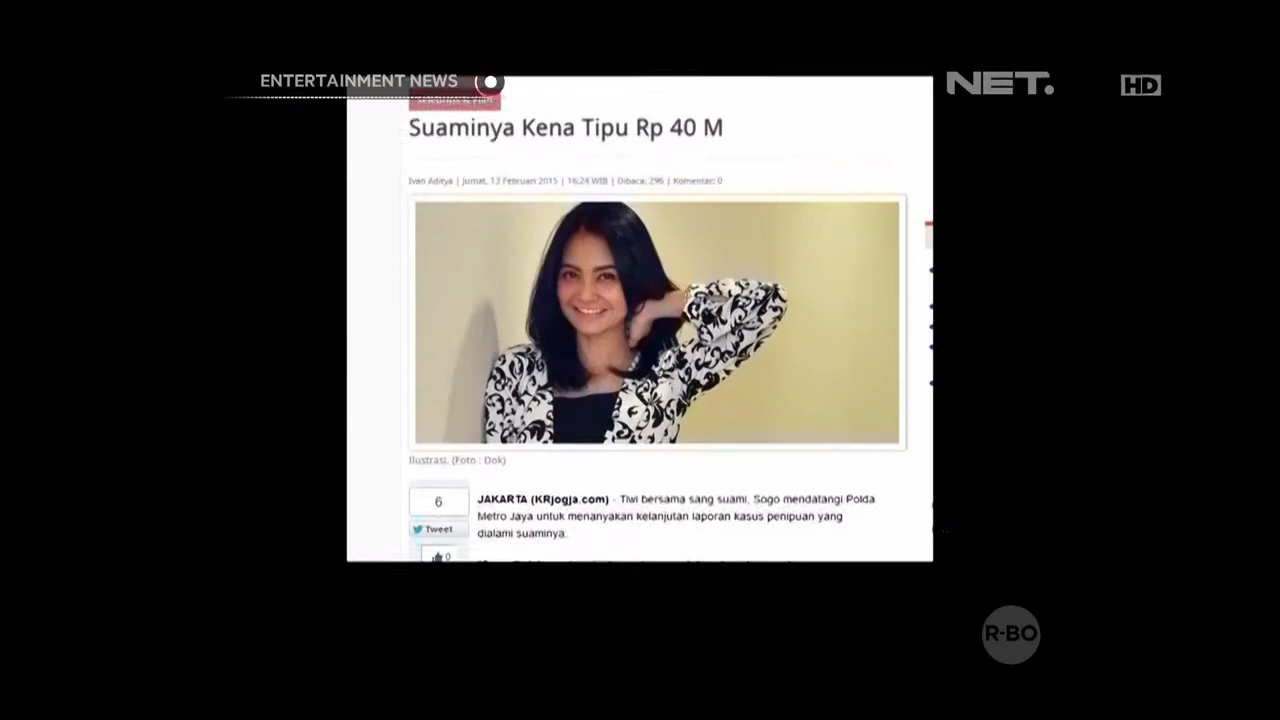 ENTERTAINMENT NEWS
NET.
HD
Selebritis & Film
Suaminya Kena Tipu Rp 40 M
Ivan Aditya | Jumat, 13 Februari 2015 | 16:24 WIB | Dibaca: 296 | Komentar: 0
Ilustrasi. (Foto : Dok)
6
Tweet
0
JAKARTA (KRjogja.com) - Tiwi bersama sang suami, Sogo mendatangi Polda
Metro Jaya untuk menanyakan kelanjutan laporan kasus penipuan yang
dialami suaminya.
R-BO